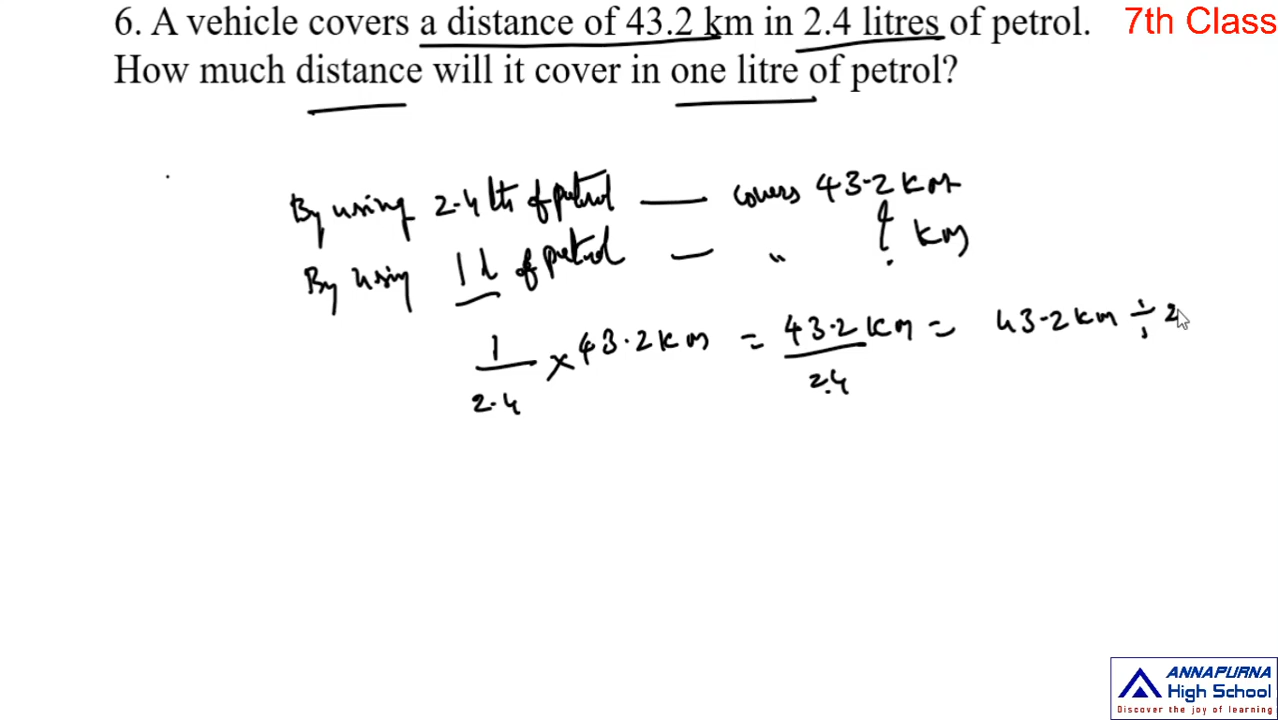 6. A vehicle covers a distance of 43.2 km in 2.4 litres of petrol.
7th Class
How much distance will it cover in one litre of petrol?
By using 2.4 ltr of petrol — covers 43.2 km
By using 1 l of petrol — " ? km
1/2.4 × 43.2 km = 43.2 km/2.4 = 43.2 km ÷ 2
ANNAPURNA
High School
Discover the joy of learning